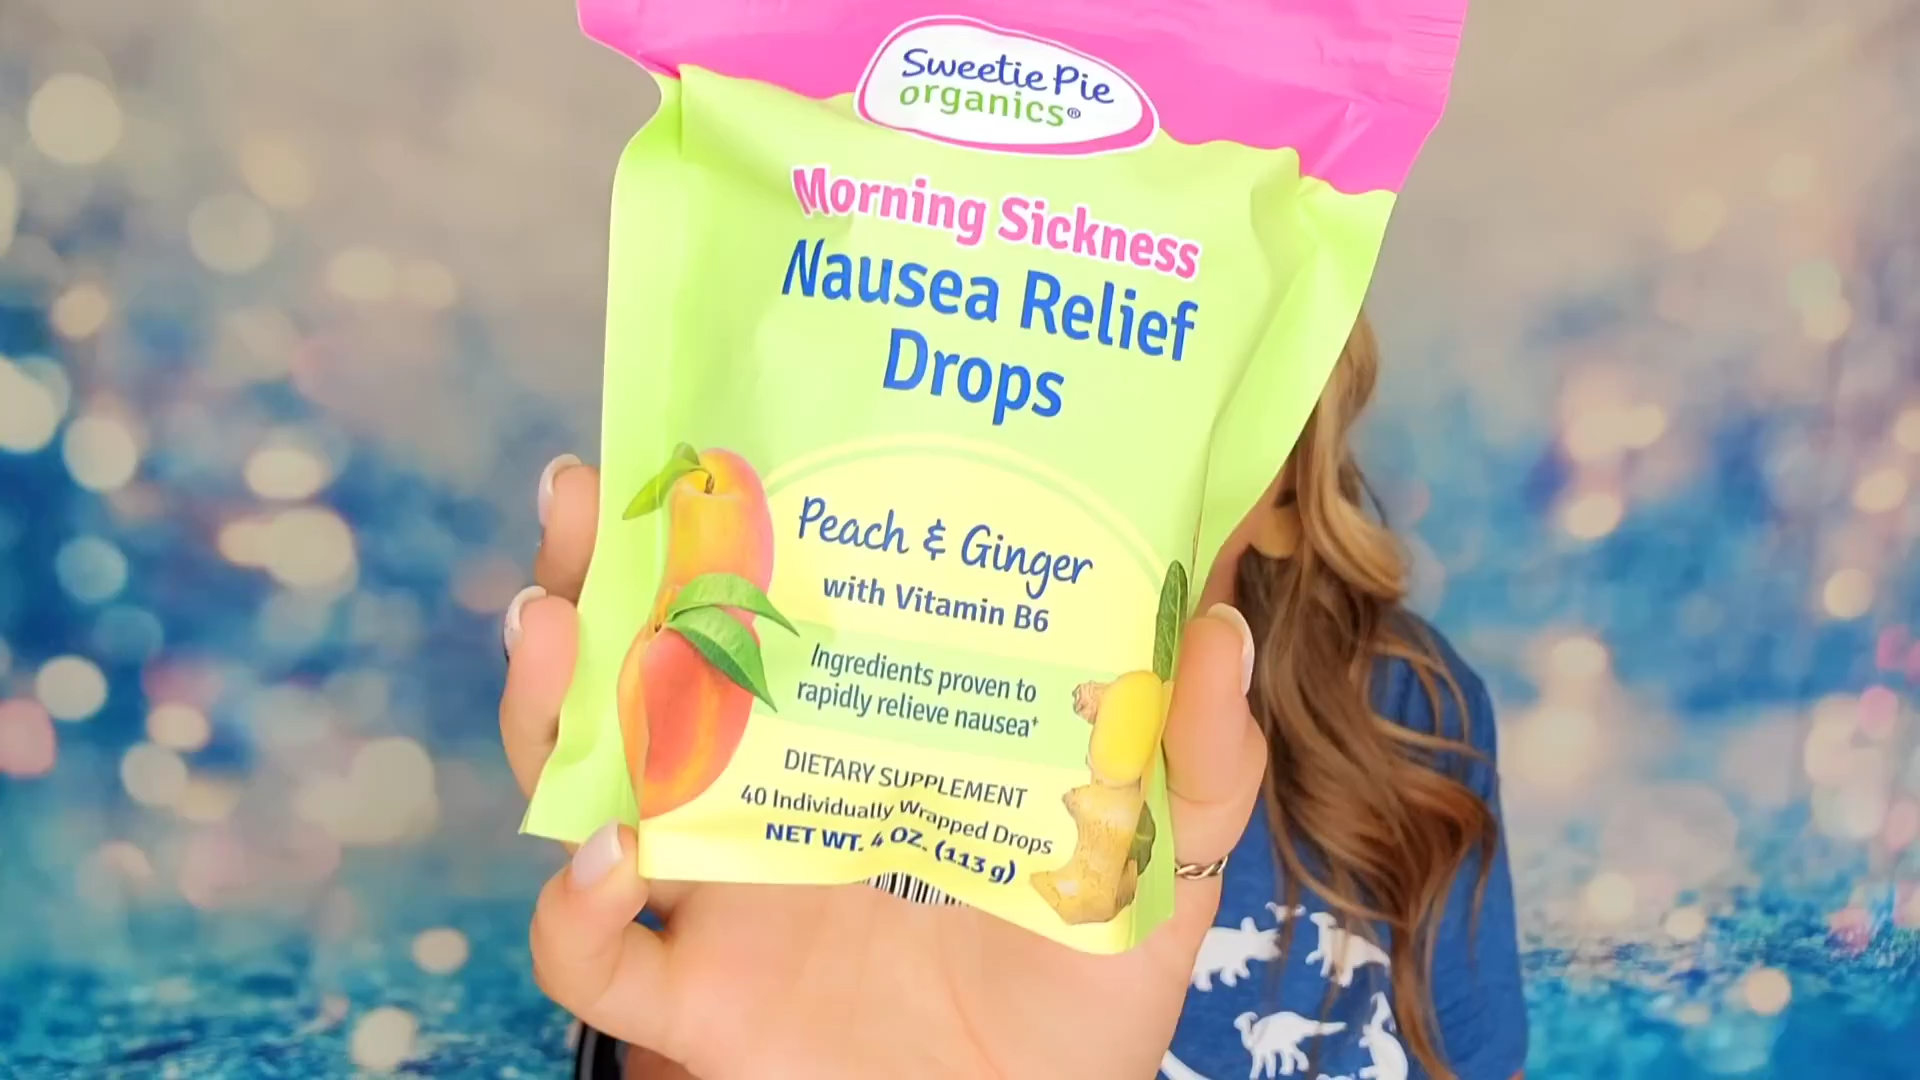 Sweetie Pie
organics®
Morning Sickness
Nausea Relief
Drops
Peach & Ginger
with Vitamin B6
Ingredients proven to
rapidly relieve nausea†
DIETARY SUPPLEMENT
40 Individually Wrapped Drops
NET WT. 4 OZ. (113 g)